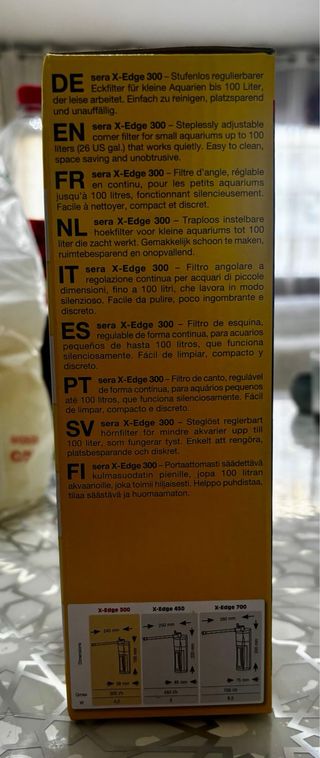 DE sera X-Edge 300 – Stufenlos regulierbarer
Eckfilter für kleine Aquarien bis 100 Liter,
der leise arbeitet. Einfach zu reinigen, platzsparend
und unauffällig.
EN sera X-Edge 300 – Steplessly adjustable
corner filter for small aquariums up to 100
liters (26 US gal.) that works quietly. Easy to clean,
space saving and unobtrusive.
FR sera X-Edge 300 – Filtre d'angle, réglable
en continu, pour les petits aquariums
jusqu'à 100 litres, fonctionnant silencieusement.
Facile à nettoyer, compact et discret.
NL sera X-Edge 300 – Traploos instelbare
hoekfilter voor kleine aquariums tot 100
liter die zacht werkt. Gemakkelijk schoon te maken,
ruimtebesparend en onopvallend.
IT sera X-Edge 300 – Filtro angolare a
regolazione continua per acquari di piccole
dimensioni, fino a 100 litri, che lavora in modo
silenzioso. Facile da pulire, poco ingombrante e
discreto.
ES sera X-Edge 300 – Filtro de esquina,
regulable de forma continua, para acuarios
pequeños de hasta 100 litros, que funciona
silenciosamente. Fácil de limpiar, compacto y
discreto.
PT sera X-Edge 300 – Filtro de canto, regulável
de forma contínua, para aquários pequenos
até 100 litros, que funciona silenciosamente. Fácil
de limpar, compacto e discreto.
SV sera X-Edge 300 – Steglöst reglerbart
hörnfilter för mindre akvarier upp till
100 liter, som fungerar tyst. Enkelt att rengöra,
platsbesparande och diskret.
FI sera X-Edge 300 – Portaattomasti säädettävä
kulmasuodatin pienille, jopa 100 litran
akvaarioille, joka toimii hiljaisesti. Helppo puhdistaa,
tilaa säästävä ja huomaamaton.
X-Edge 300 X-Edge 450 X-Edge 700
Dimensions